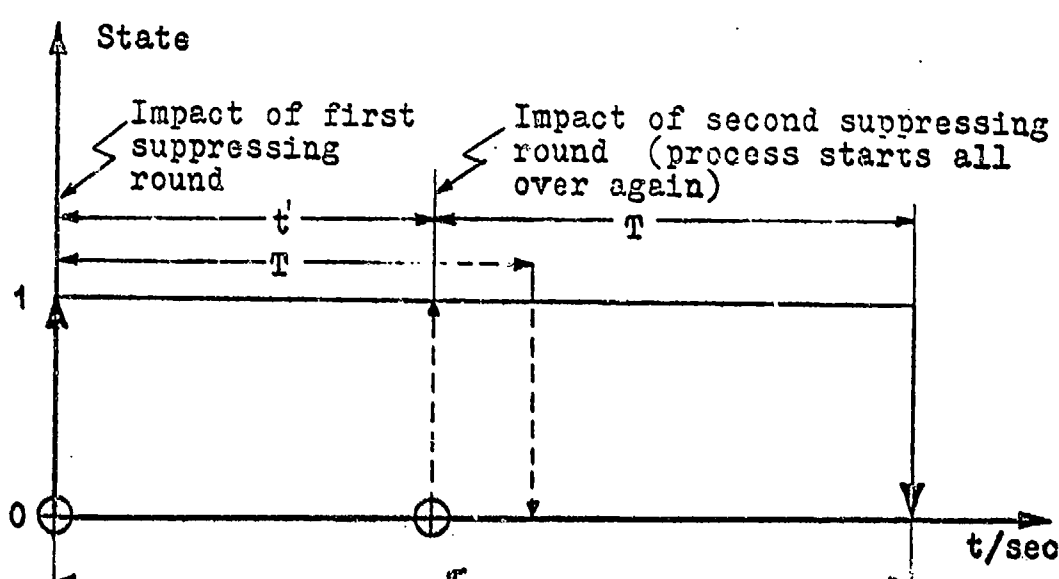 State
Impact of first
suppressing
round
Impact of second suppressing
round (process starts all
over again)
t'
T
T
1
0
t/sec